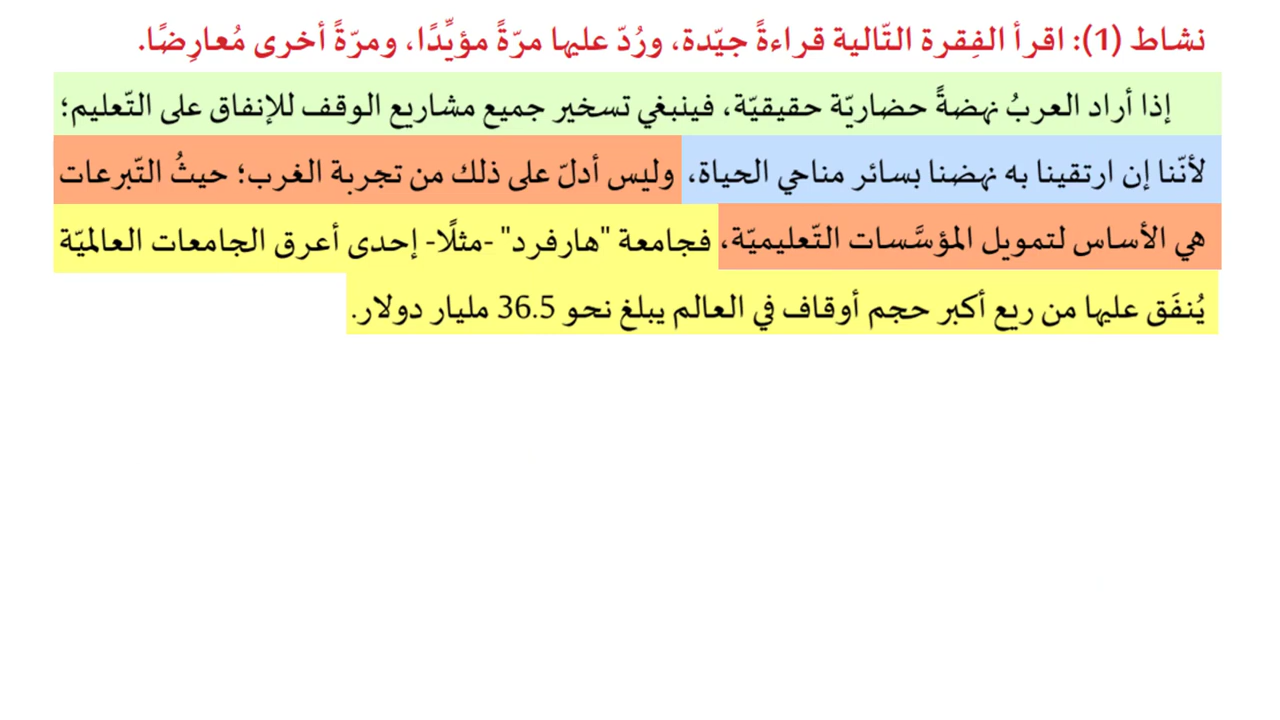 نشاط (1): اقرأ الفِقرة التّالية قراءةً جيّدة، ورُدّ عليها مرّةً مؤيِّدًا، ومرّةً أخرى مُعارِضًا.
إذا أراد العربُ نهضةً حضاريّة حقيقيّة، فينبغي تسخير جميع مشاريع الوقف للإنفاق على التّعليم؛
لأنّنا إن ارتقينا به نهضنا بسائر مناحي الحياة، وليس أدلّ على ذلك من تجربة الغرب؛ حيثُ التّبرعات
هي الأساس لتمويل المؤسَّسات التّعليميّة، فجامعة "هارفرد" -مثلًا- إحدى أعرق الجامعات العالميّة
يُنفَق عليها من ريع أكبر حجم أوقاف في العالم يبلغ نحو 36.5 مليار دولار.